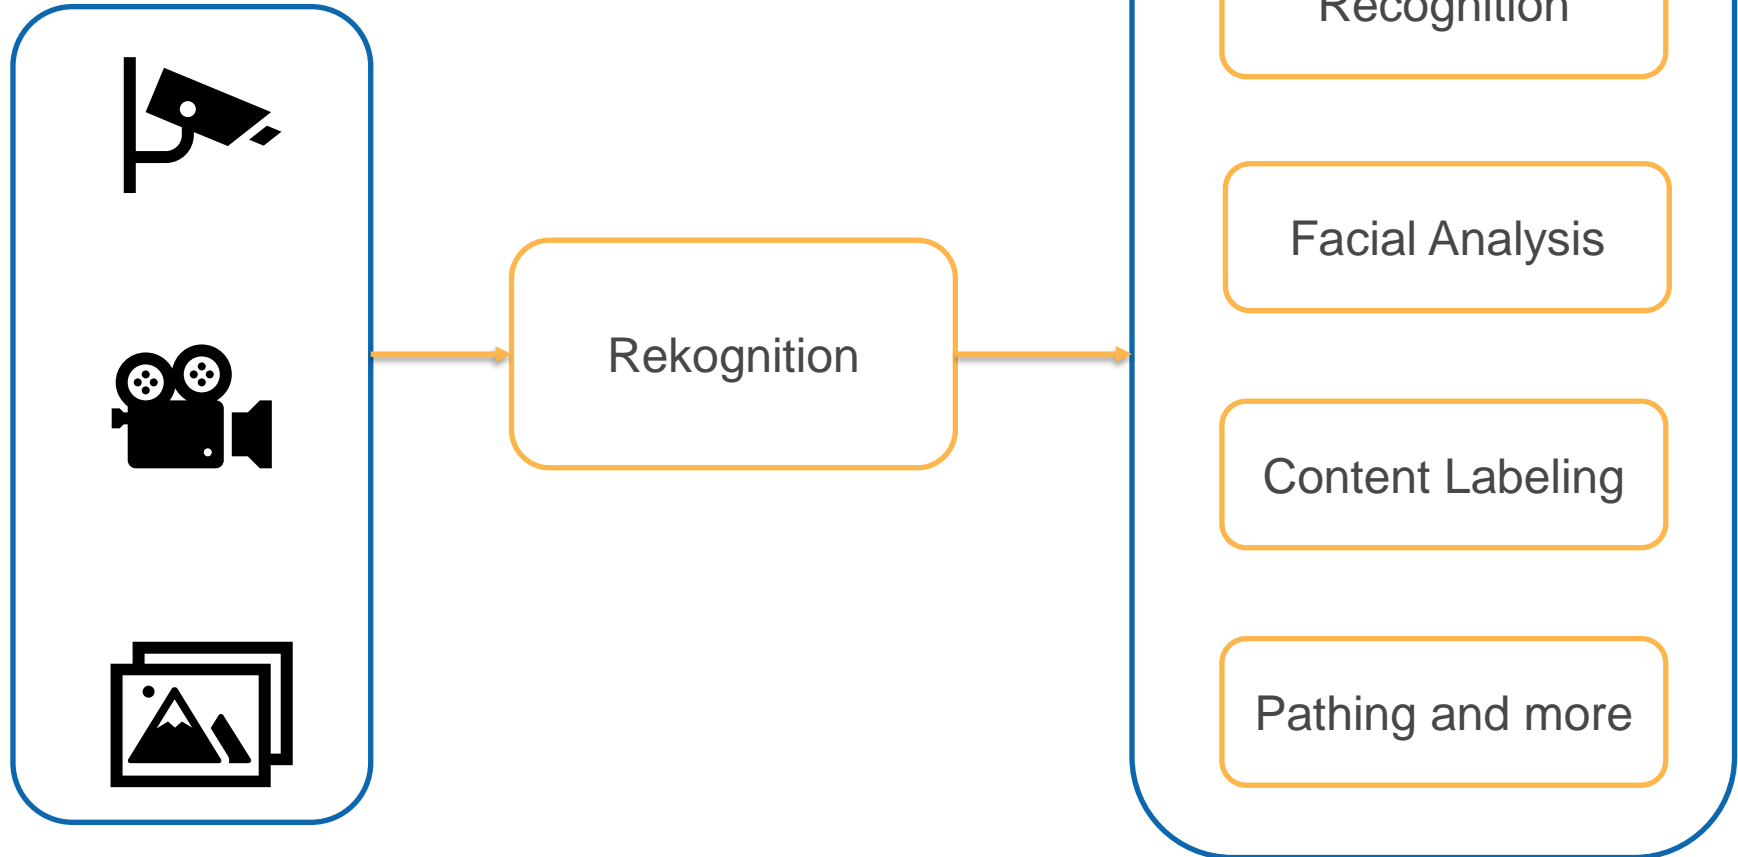 Recognition
Facial Analysis
Rekognition
Content Labeling
Pathing and more